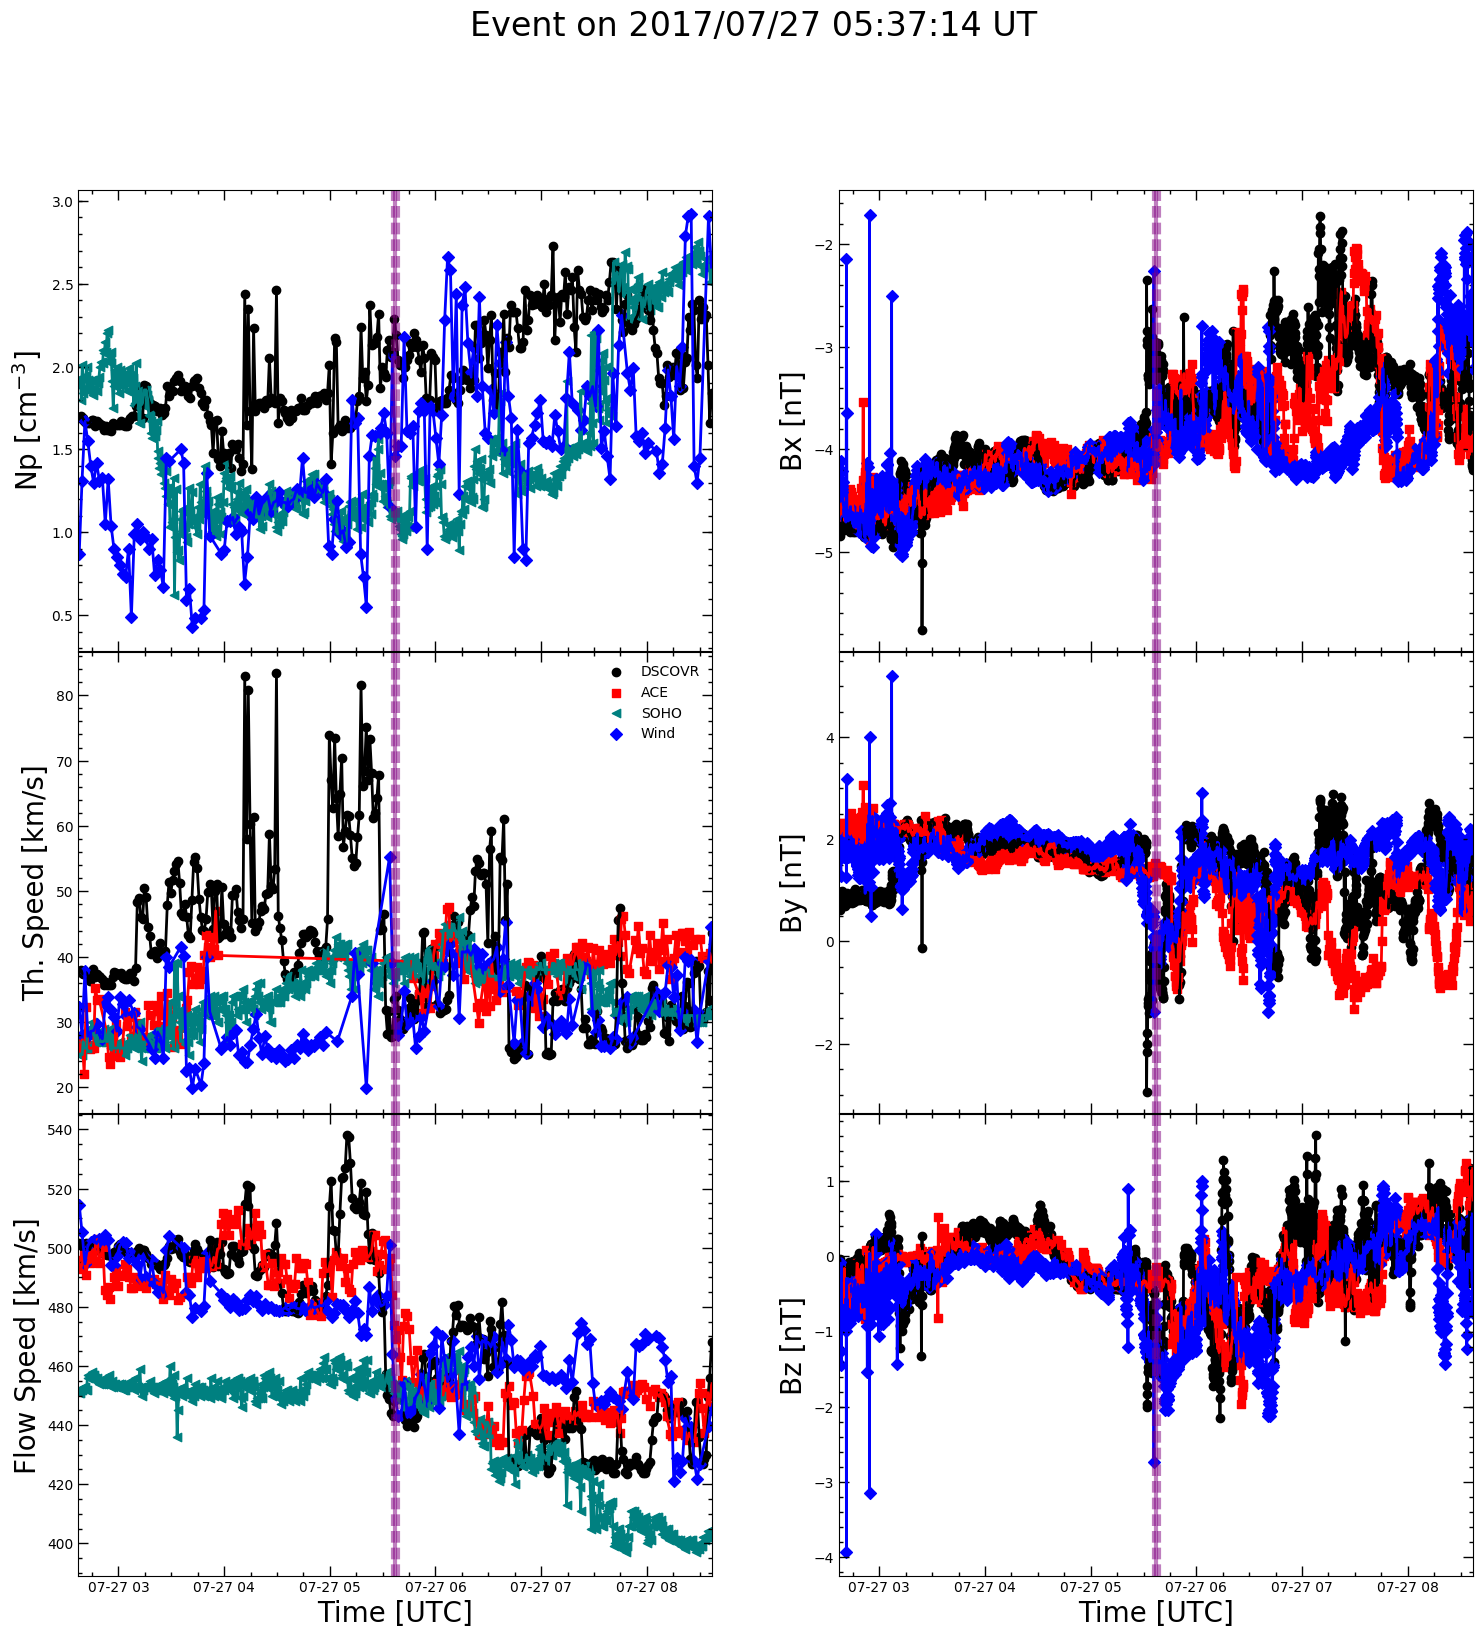 Event on 2017/07/27 05:37:14 UT
Np [cm⁻³]
3.0
2.5
2.0
1.5
1.0
0.5
Th. Speed [km/s]
80
70
60
50
40
30
20
DSCOVR
ACE
SOHO
Wind
Flow Speed [km/s]
540
520
500
480
460
440
420
400
07-27 03 07-27 04 07-27 05 07-27 06 07-27 07 07-27 08
Time [UTC]
Bx [nT]
−2
−3
−4
−5
By [nT]
4
2
0
−2
Bz [nT]
1
0
−1
−2
−3
−4
07-27 03 07-27 04 07-27 05 07-27 06 07-27 07 07-27 08
Time [UTC]